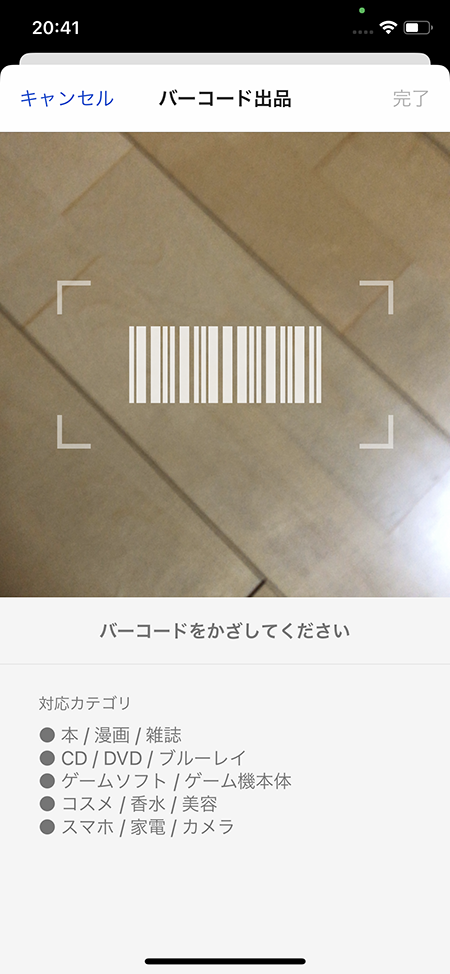 20:41
キャンセル バーコード出品 完了
バーコードをかざしてください
対応カテゴリ
● 本 / 漫画 / 雑誌
● CD / DVD / ブルーレイ
● ゲームソフト / ゲーム機本体
● コスメ / 香水 / 美容
● スマホ / 家電 / カメラ